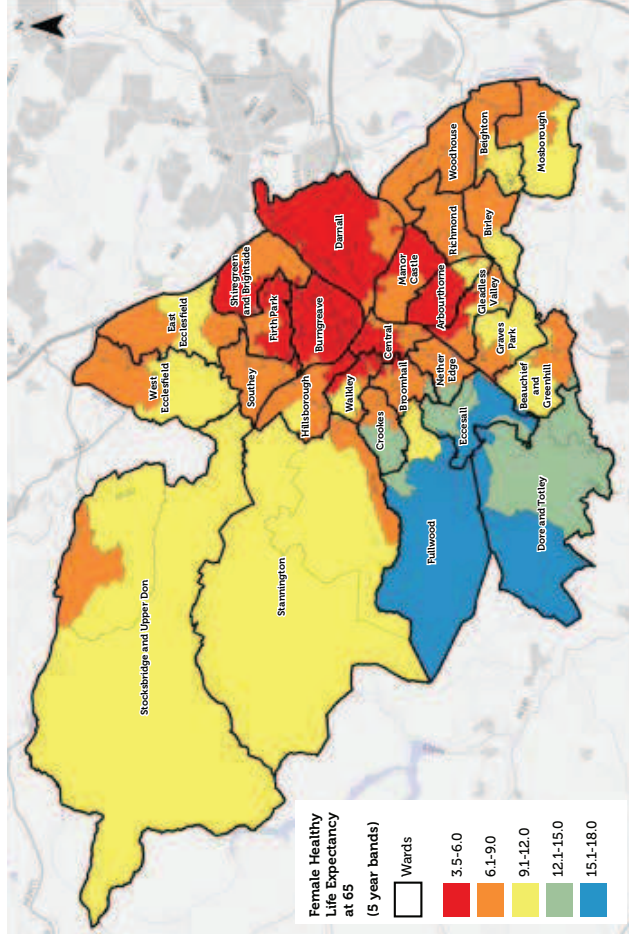 N
Stocksbridge and Upper Don
West
Ecclesfield
East
Ecclesfield
Stannington
Southey
Shiregreen
and Brightside
Firth Park
Hillsborough
Burngreave
Walkley
Darnall
Crookes
Broomhall
Central
Manor
Castle
Fullwood
Nether
Edge
Arbourthorne
Richmond
Woodhouse
Eccesall
Gleadless
Valley
Birley
Beighton
Graves
Park
Mosborough
Dore and Totley
Beauchief
and
Greenhill
Female Healthy
Life Expectancy
at 65
(5 year bands)
Wards
3.5-6.0
6.1-9.0
9.1-12.0
12.1-15.0
15.1-18.0